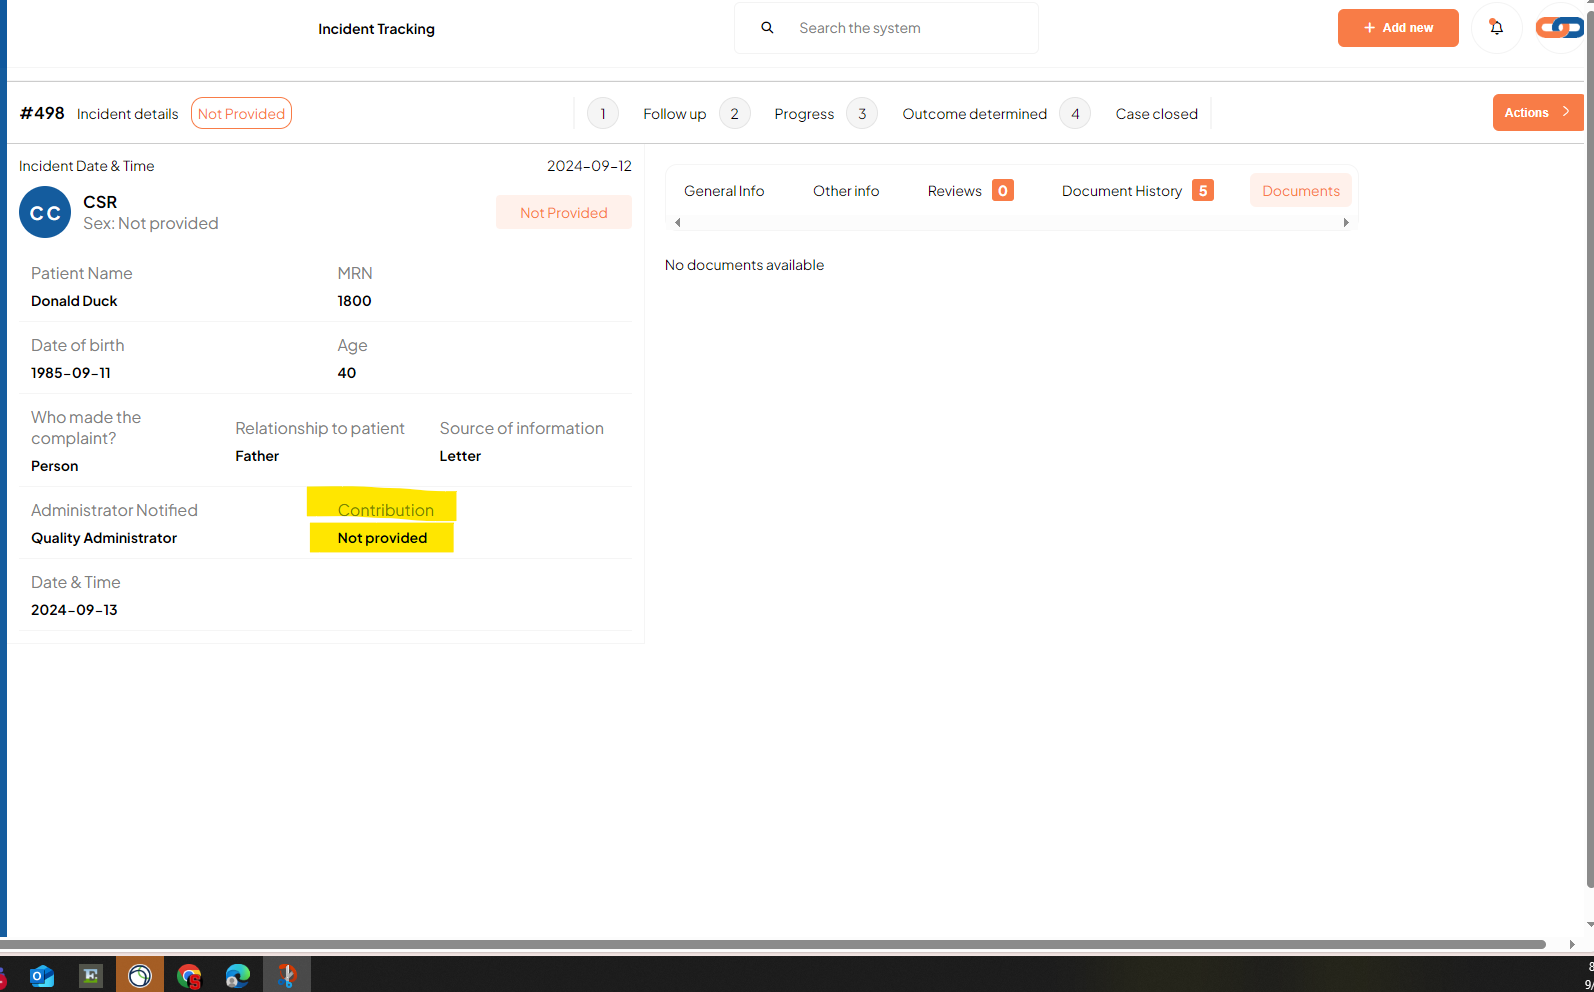 Incident Tracking
Search the system
+ Add new
#498 Incident details Not Provided
1 Follow up 2 Progress 3 Outcome determined 4 Case closed
Actions
Incident Date & Time 2024-09-12
CC
CSR
Sex: Not provided
Not Provided
Patient Name MRN
Donald Duck 1800
Date of birth Age
1985-09-11 40
Who made the
complaint?
Person
Relationship to patient
Father
Source of information
Letter
Administrator Notified Contribution
Quality Administrator Not provided
Date & Time
2024-09-13
General Info Other info Reviews 0 Document History 5 Documents
No documents available